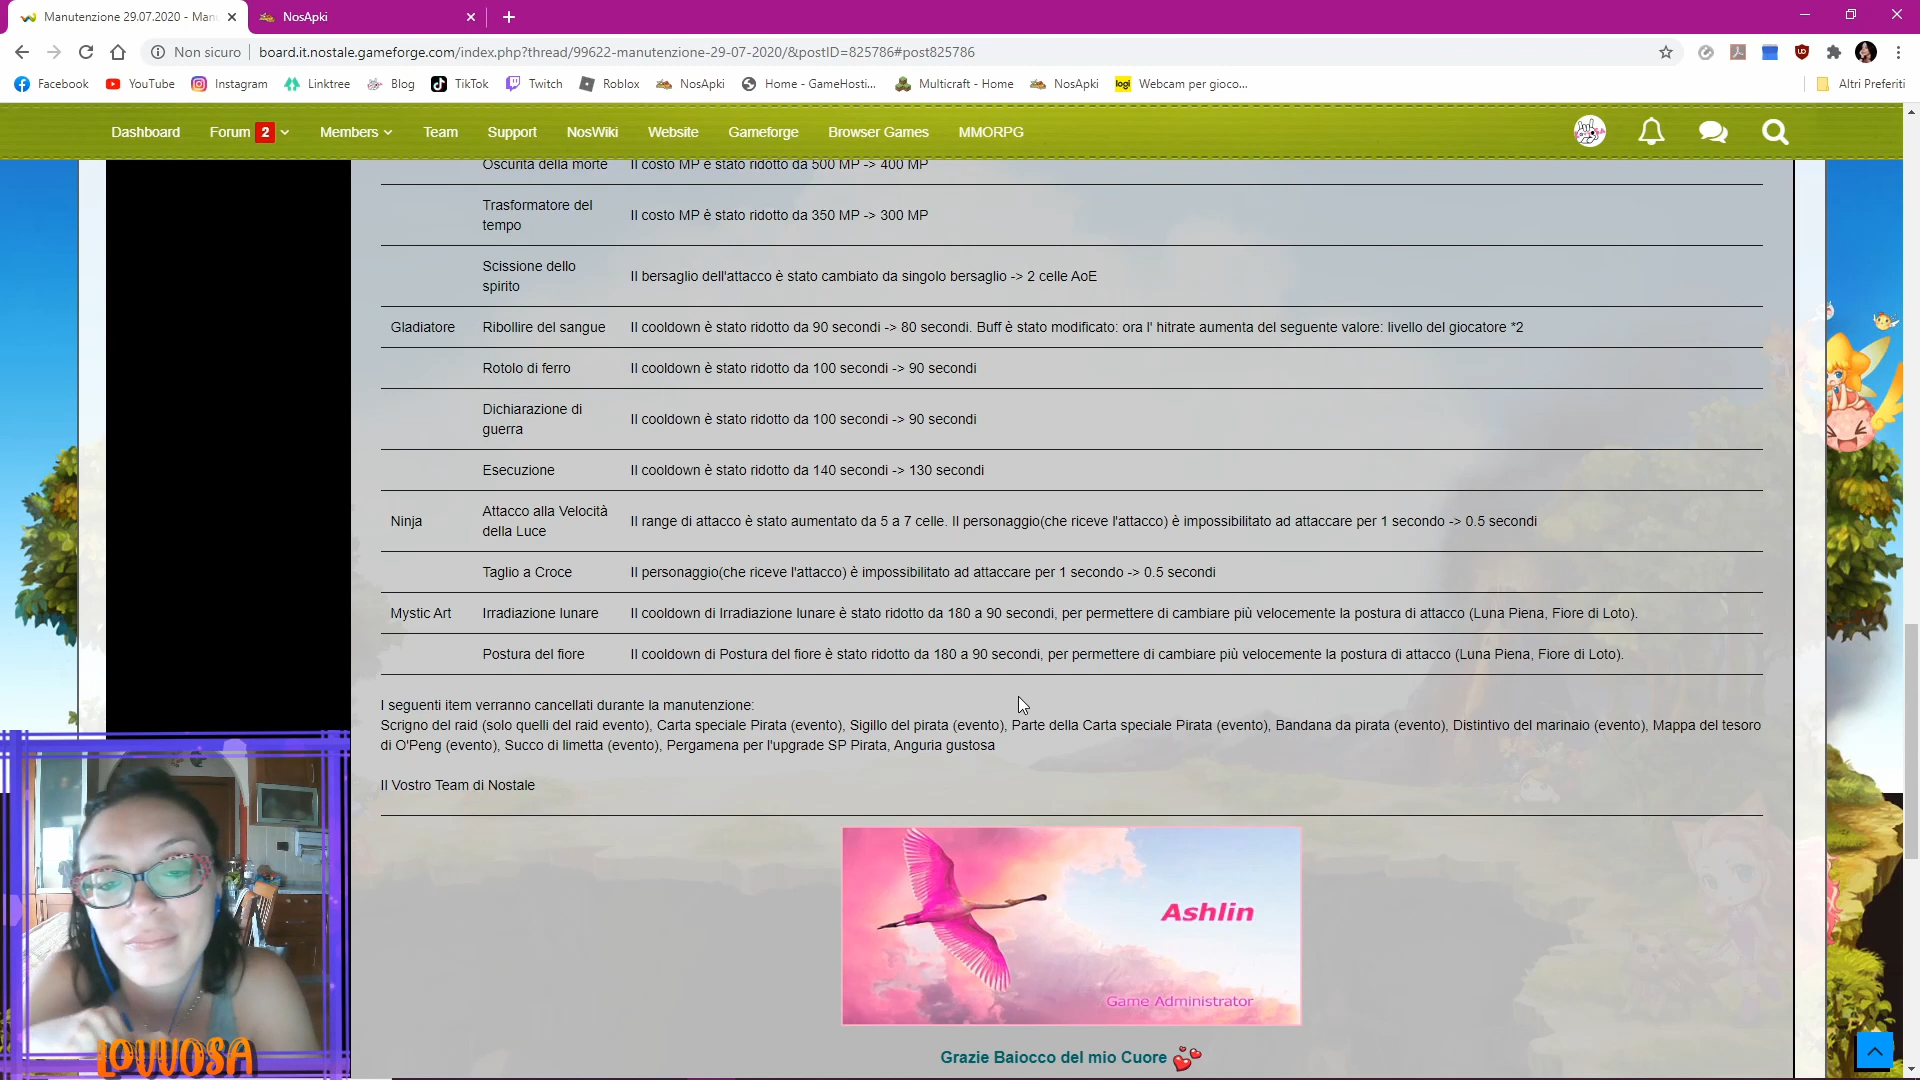 Manutenzione 29.07.2020 - Man
NosApki
Non sicuro
board.it.nostale.gameforge.com/index.php?thread/99622-manutenzione-29-07-2020/&postID=825786#post825786
Facebook
YouTube
Instagram
Linktree
Blog
TikTok
Twitch
Roblox
NosApki
Home - GameHosti...
Multicraft - Home
NosApki
logi
Webcam per gioco...
Altri Preferiti
Dashboard
Forum 2
Members
Team
Support
NosWiki
Website
Gameforge
Browser Games
MMORPG
Oscurità della morte Il costo MP è stato ridotto da 500 MP -> 400 MP
Trasformatore del
tempo
Il costo MP è stato ridotto da 350 MP -> 300 MP
Scissione dello
spirito
Il bersaglio dell'attacco è stato cambiato da singolo bersaglio -> 2 celle AoE
Gladiatore Ribollire del sangue Il cooldown è stato ridotto da 90 secondi -> 80 secondi. Buff è stato modificato: ora l' hitrate aumenta del seguente valore: livello del giocatore *2
Rotolo di ferro Il cooldown è stato ridotto da 100 secondi -> 90 secondi
Dichiarazione di
guerra
Il cooldown è stato ridotto da 100 secondi -> 90 secondi
Esecuzione Il cooldown è stato ridotto da 140 secondi -> 130 secondi
Ninja
Attacco alla Velocità
della Luce
Il range di attacco è stato aumentato da 5 a 7 celle. Il personaggio(che riceve l'attacco) è impossibilitato ad attaccare per 1 secondo -> 0.5 secondi
Taglio a Croce Il personaggio(che riceve l'attacco) è impossibilitato ad attaccare per 1 secondo -> 0.5 secondi
Mystic Art Irradiazione lunare Il cooldown di Irradiazione lunare è stato ridotto da 180 a 90 secondi, per permettere di cambiare più velocemente la postura di attacco (Luna Piena, Fiore di Loto).
Postura del fiore Il cooldown di Postura del fiore è stato ridotto da 180 a 90 secondi, per permettere di cambiare più velocemente la postura di attacco (Luna Piena, Fiore di Loto).
I seguenti item verranno cancellati durante la manutenzione:
Scrigno del raid (solo quelli del raid evento), Carta speciale Pirata (evento), Sigillo del pirata (evento), Parte della Carta speciale Pirata (evento), Bandana da pirata (evento), Distintivo del marinaio (evento), Mappa del tesoro
di O'Peng (evento), Succo di limetta (evento), Pergamena per l'upgrade SP Pirata, Anguria gustosa
Il Vostro Team di Nostale
Ashlin
Game Administrator
Grazie Baiocco del mio Cuore
LOVVOSA